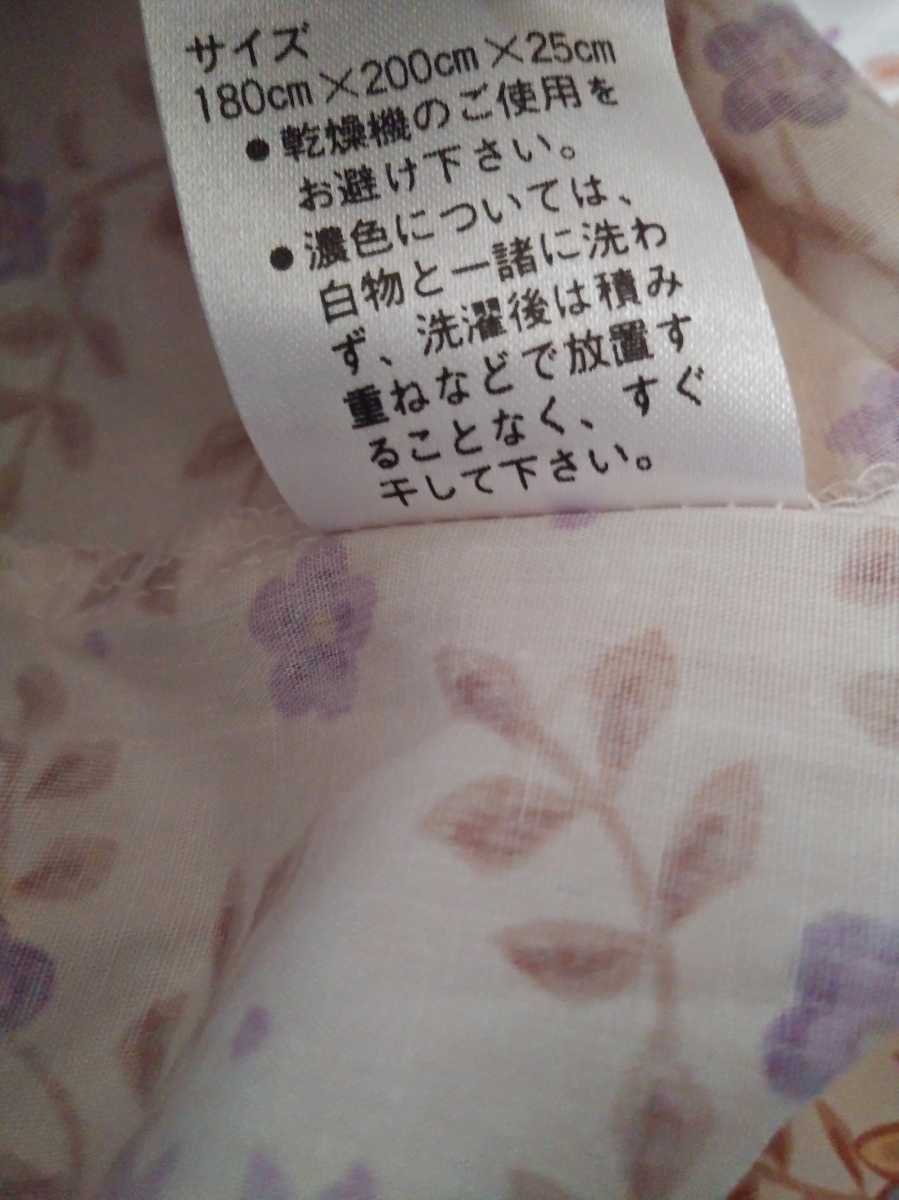 サイズ
180cm×200cm×25cm
●乾燥機のご使用を
お避け下さい。
●濃色については、
白物と一諸に洗わ
ず、洗濯後は積み
重ねなどで放置す
ることなく、すぐ
干して下さい。